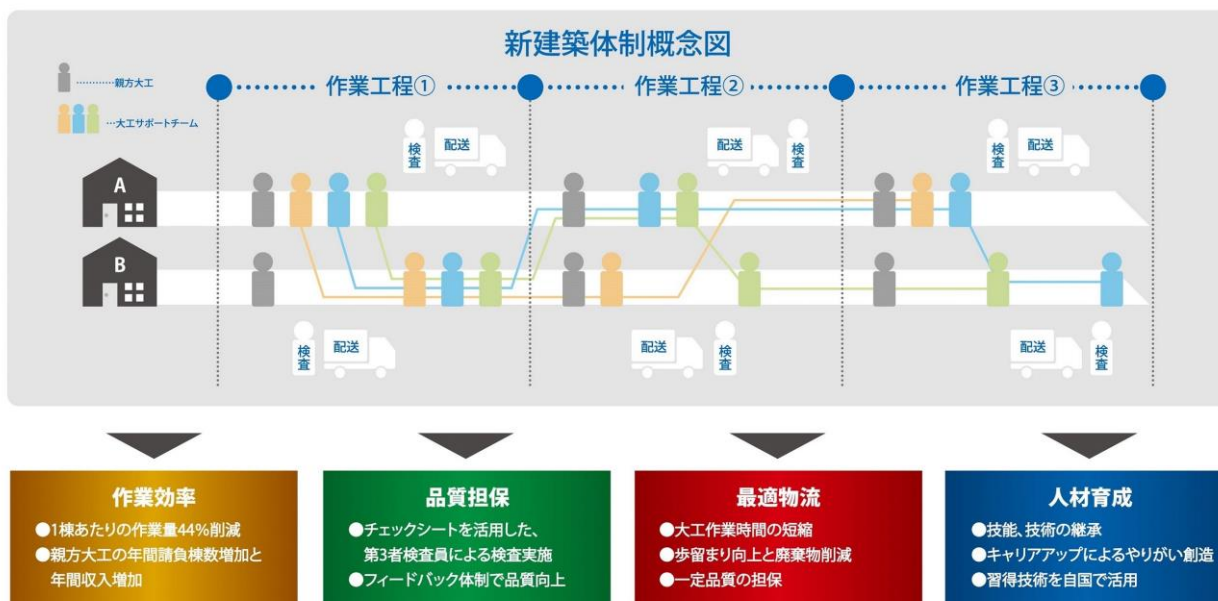 新建築体制概念図
…………親方大工
…大工サポートチーム
作業工程①
作業工程②
作業工程③
検査
配送
配送
検査
検査
配送
A
B
検査
配送
配送
検査
配送
検査
作業効率
●1棟あたりの作業量44%削減
●親方大工の年間請負棟数増加と
年間収入増加
品質担保
●チェックシートを活用した、
第3者検査員による検査実施
●フィードバック体制で品質向上
最適物流
●大工作業時間の短縮
●歩留まり向上と廃棄物削減
●一定品質の担保
人材育成
●技能、技術の継承
●キャリアアップによるやりがい創造
●習得技術を自国で活用